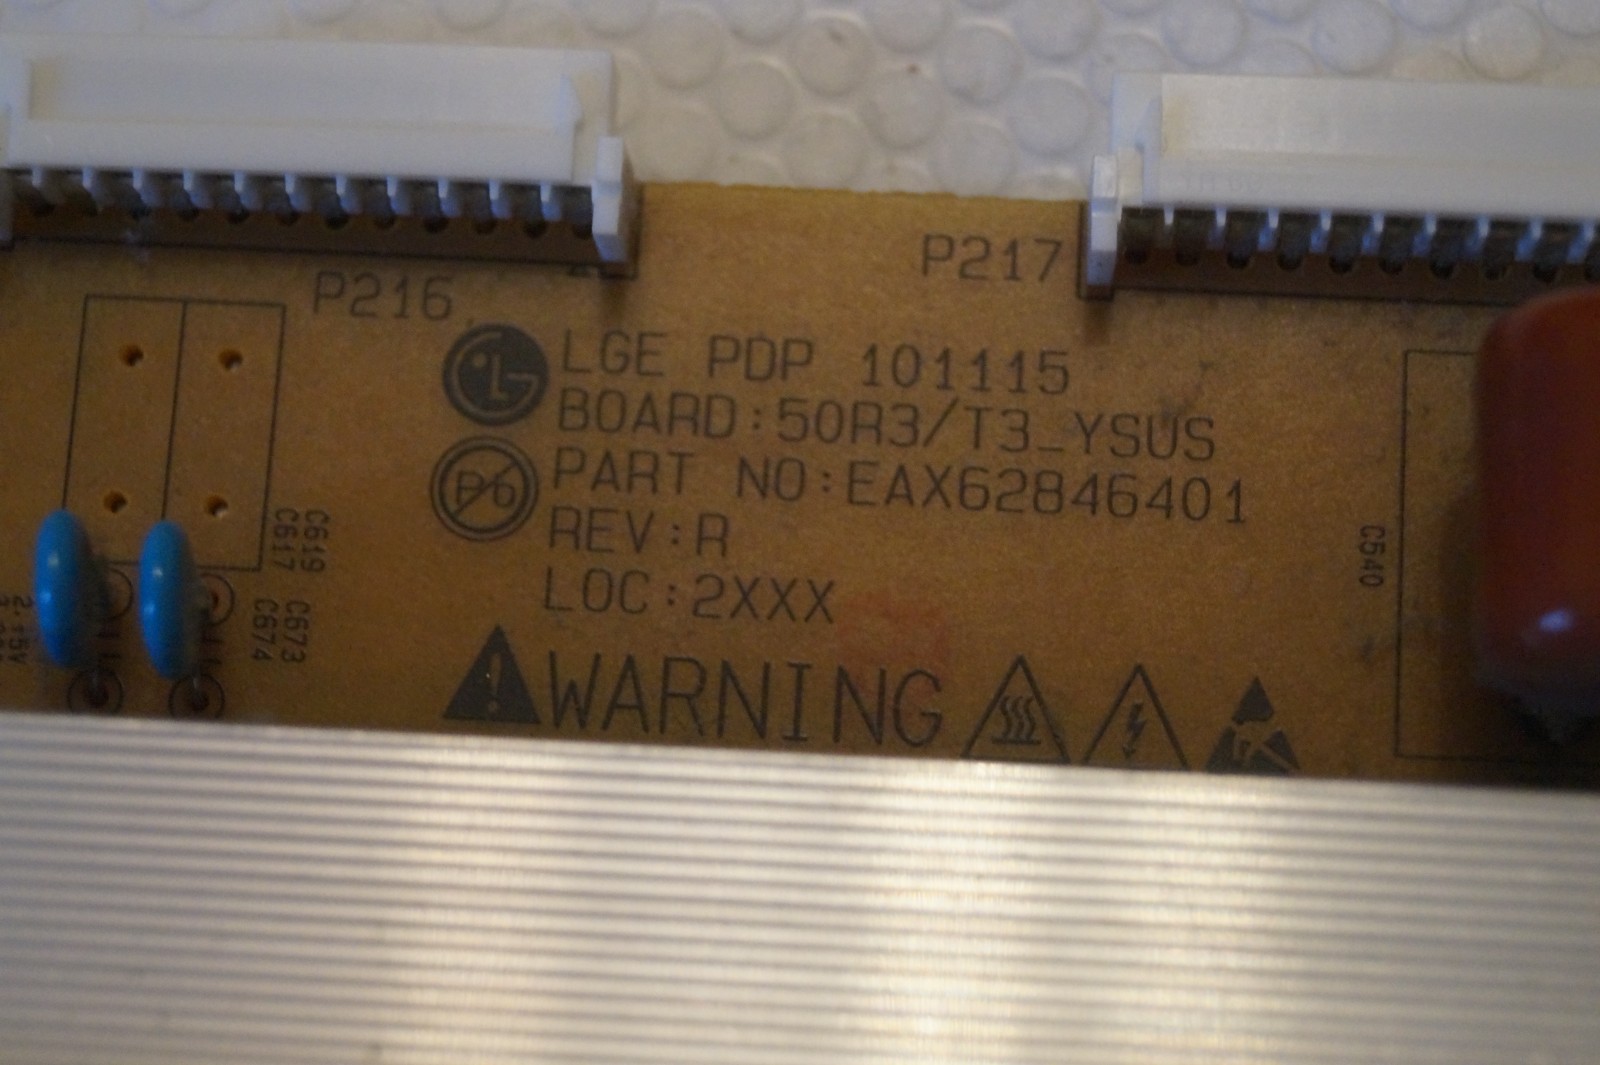 P217
P216
LGE PDP 101115
BOARD:50R3/T3_YSUS
PART NO:EAX62846401
REV:R
LOC:2XXX
WARNING
C619
C617
C673
C674
C540